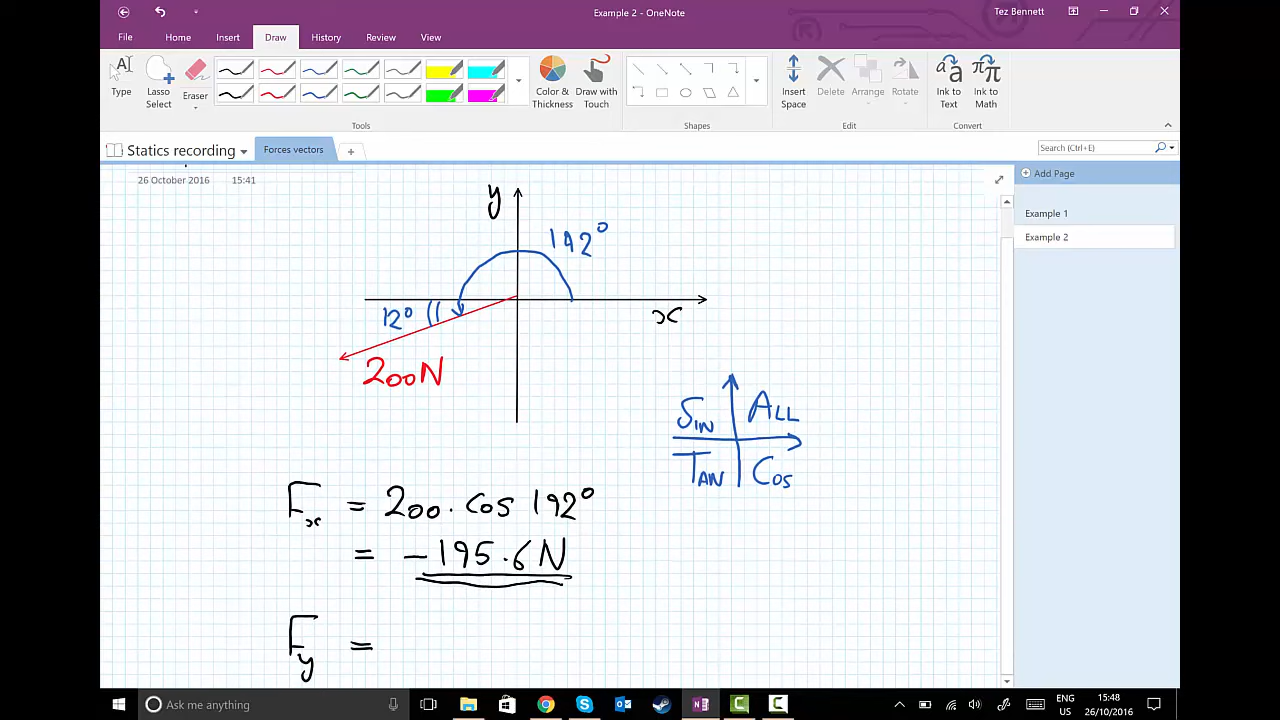 Example 2 - OneNote
Tez Bennett
File Home Insert Draw History Review View
Type
Lasso Select
Eraser
Color & Thickness
Draw with Touch
Insert Space
Delete
Arrange
Rotate
Ink to Text
Ink to Math
Tools
Shapes
Edit
Convert
Statics recording
Forces vectors
Search (Ctrl+E)
26 October 2016 15:41
Add Page
Example 1
Example 2
y
192°
12°
x
200N
SIN ALL
TAN COS
Fx = 200.cos 192°
= -195.6N
Fy =
Ask me anything
ENG
US
15:48
26/10/2016